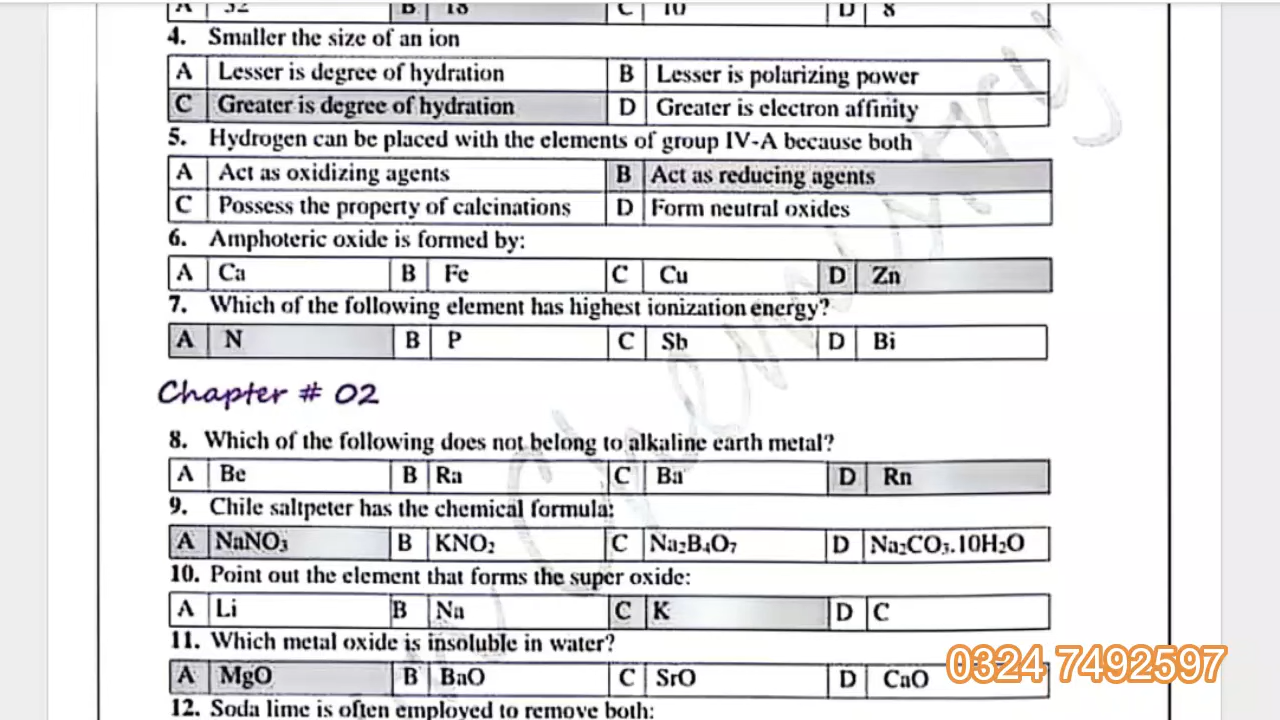 A 32 B 18 C 10 D 8
4. Smaller the size of an ion
A Lesser is degree of hydration B Lesser is polarizing power
C Greater is degree of hydration D Greater is electron affinity
5. Hydrogen can be placed with the elements of group IV-A because both
A Act as oxidizing agents B Act as reducing agents
C Possess the property of calcinations D Form neutral oxides
6. Amphoteric oxide is formed by:
A Ca B Fe C Cu D Zn
7. Which of the following element has highest ionization energy?
A N B P C Sb D Bi
Chapter # 02
8. Which of the following does not belong to alkaline earth metal?
A Be B Ra C Ba D Rn
9. Chile saltpeter has the chemical formula:
A NaNO₃ B KNO₂ C Na₂B₄O₇ D Na₂CO₃.10H₂O
10. Point out the element that forms the super oxide:
A Li B Na C K D C
11. Which metal oxide is insoluble in water?
A MgO B BaO C SrO D CaO
0324 7492597
12. Soda lime is often employed to remove both: